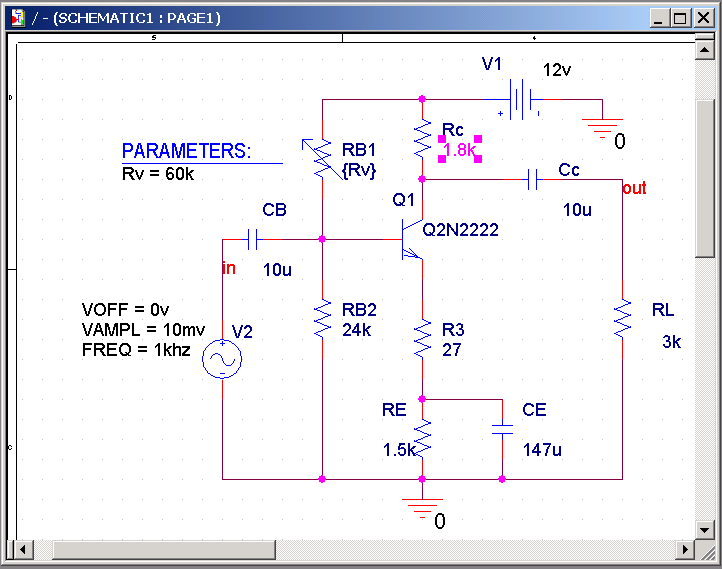 / - (SCHEMATIC1 : PAGE1)
5
4
D
C
V1
12v
0
Rc
1.8k
PARAMETERS:
Rv = 60k
RB1
{Rv}
Q1
Q2N2222
Cc
10u
out
CB
10u
in
VOFF = 0v
VAMPL = 10mv
FREQ = 1khz
V2
RB2
24k
R3
27
RL
3k
RE
1.5k
CE
147u
0